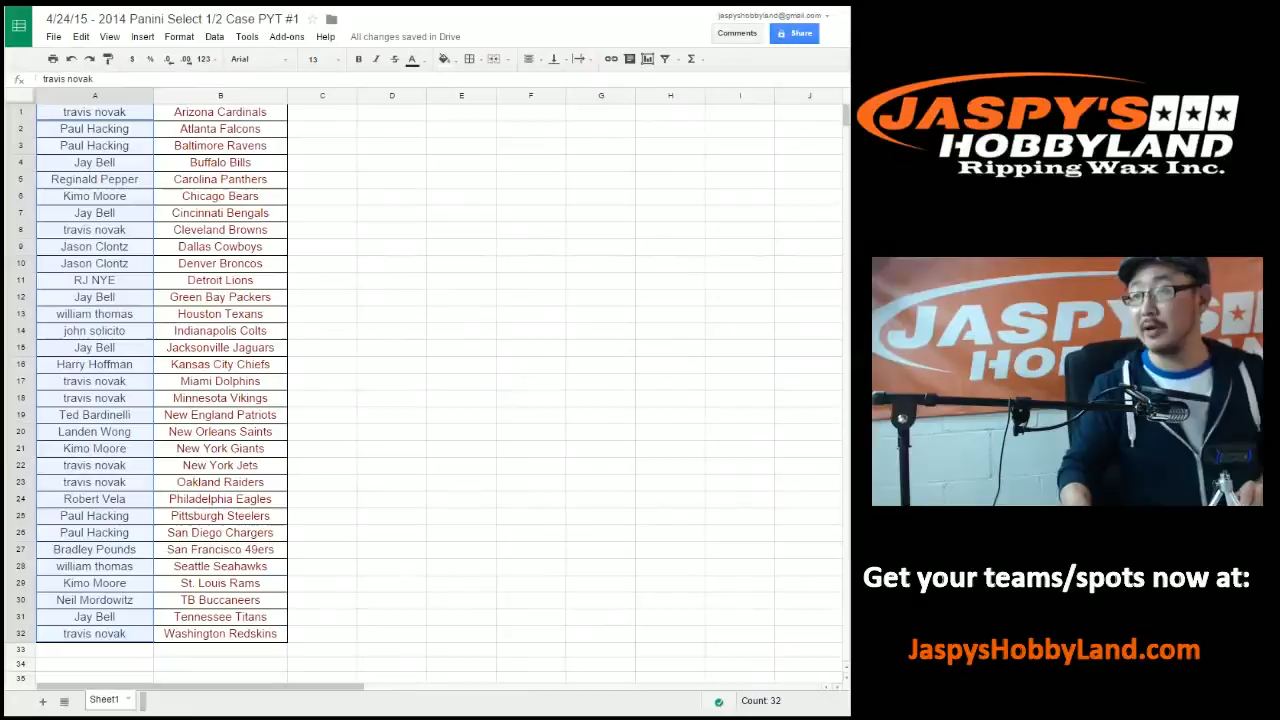 4/24/15 - 2014 Panini Select 1/2 Case PYT #1
jaspyshobbyland@gmail.com
File Edit View Insert Format Data Tools Add-ons Help All changes saved in Drive
Comments
Share
$ % .0 .00 123 Arial 13 B I S A
fx travis novak
A B C D E F G H I J
1 travis novak Arizona Cardinals
2 Paul Hacking Atlanta Falcons
3 Paul Hacking Baltimore Ravens
4 Jay Bell Buffalo Bills
5 Reginald Pepper Carolina Panthers
6 Kimo Moore Chicago Bears
7 Jay Bell Cincinnati Bengals
8 travis novak Cleveland Browns
9 Jason Clontz Dallas Cowboys
10 Jason Clontz Denver Broncos
11 RJ NYE Detroit Lions
12 Jay Bell Green Bay Packers
13 william thomas Houston Texans
14 john solicito Indianapolis Colts
15 Jay Bell Jacksonville Jaguars
16 Harry Hoffman Kansas City Chiefs
17 travis novak Miami Dolphins
18 travis novak Minnesota Vikings
19 Ted Bardinelli New England Patriots
20 Landen Wong New Orleans Saints
21 Kimo Moore New York Giants
22 travis novak New York Jets
23 travis novak Oakland Raiders
24 Robert Vela Philadelphia Eagles
25 Paul Hacking Pittsburgh Steelers
26 Paul Hacking San Diego Chargers
27 Bradley Pounds San Francisco 49ers
28 william thomas Seattle Seahawks
29 Kimo Moore St. Louis Rams
30 Neil Mordowitz TB Buccaneers
31 Jay Bell Tennessee Titans
32 travis novak Washington Redskins
33
34
35
Sheet1
Count: 32
JASPY'S
HOBBYLAND
Ripping Wax Inc.
JASPY'S
HO
Get your teams/spots now at:
JaspysHobbyLand.com